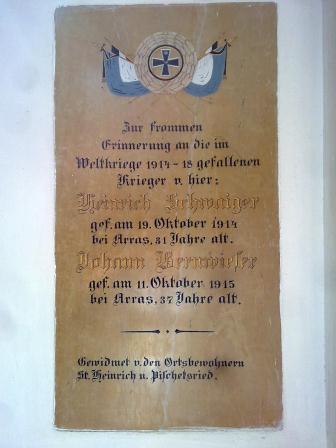 Zur frommen
Erinnerung an die im
Weltkriege 1914-18 gefallenen
Krieger v. hier:
Heinrich Schwaiger
gef. am 19. Oktober 1914
bei Arras, 31 Jahre alt.
Johann Bernwieser
gef. am 11. Oktober 1915
bei Arras, 37 Jahre alt.
Gewidmet v. den Ortsbewohnern
St. Heinrich u. Pischetsried.